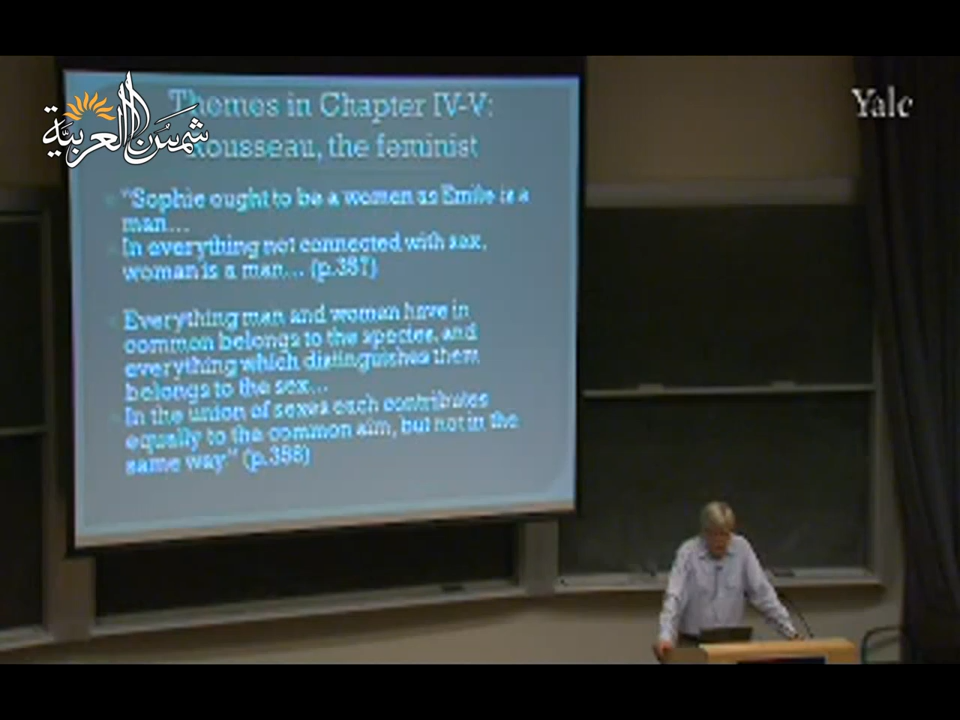 شمس العربية
Yale
Themes in Chapter IV-V:
Rousseau, the feminist
"Sophie ought to be a women as Emile is a
man...
In everything not connected with sex,
woman is a man... (p.357)
Everything man and woman have in
common belongs to the species, and
everything which distinguishes them
belongs to the sex...
In the union of sexes each contributes
equally to the common aim, but not in the
same way." (p.358)